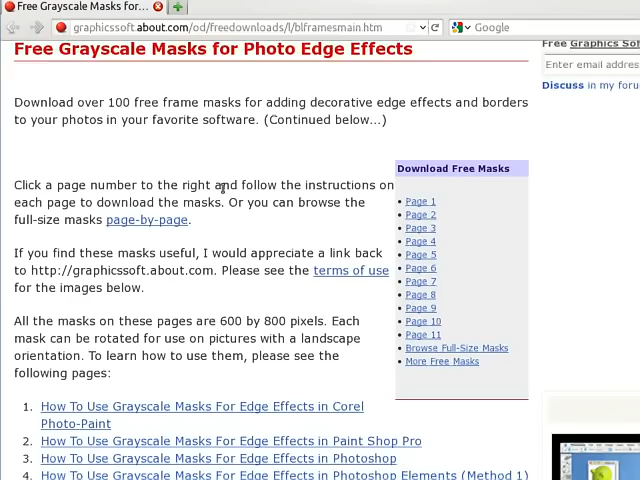 Free Grayscale Masks for...
graphicssoft.about.com/od/freedownloads/l/blframesmain.htm
Google
Free Grayscale Masks for Photo Edge Effects
Free Graphics Sof
Enter email addres
Discuss in my foru
Download over 100 free frame masks for adding decorative edge effects and borders
to your photos in your favorite software. (Continued below...)
Click a page number to the right and follow the instructions on
each page to download the masks. Or you can browse the
full-size masks page-by-page.
If you find these masks useful, I would appreciate a link back
to http://graphicssoft.about.com. Please see the terms of use
for the images below.
All the masks on these pages are 600 by 800 pixels. Each
mask can be rotated for use on pictures with a landscape
orientation. To learn how to use them, please see the
following pages:
Download Free Masks
• Page 1
• Page 2
• Page 3
• Page 4
• Page 5
• Page 6
• Page 7
• Page 8
• Page 9
• Page 10
• Page 11
• Browse Full-Size Masks
• More Free Masks
1. How To Use Grayscale Masks For Edge Effects in Corel
Photo-Paint
2. How To Use Grayscale Masks For Edge Effects in Paint Shop Pro
3. How To Use Grayscale Masks For Edge Effects in Photoshop
4. How To Use Grayscale Masks For Edge Effects in Photoshop Elements (Method 1)